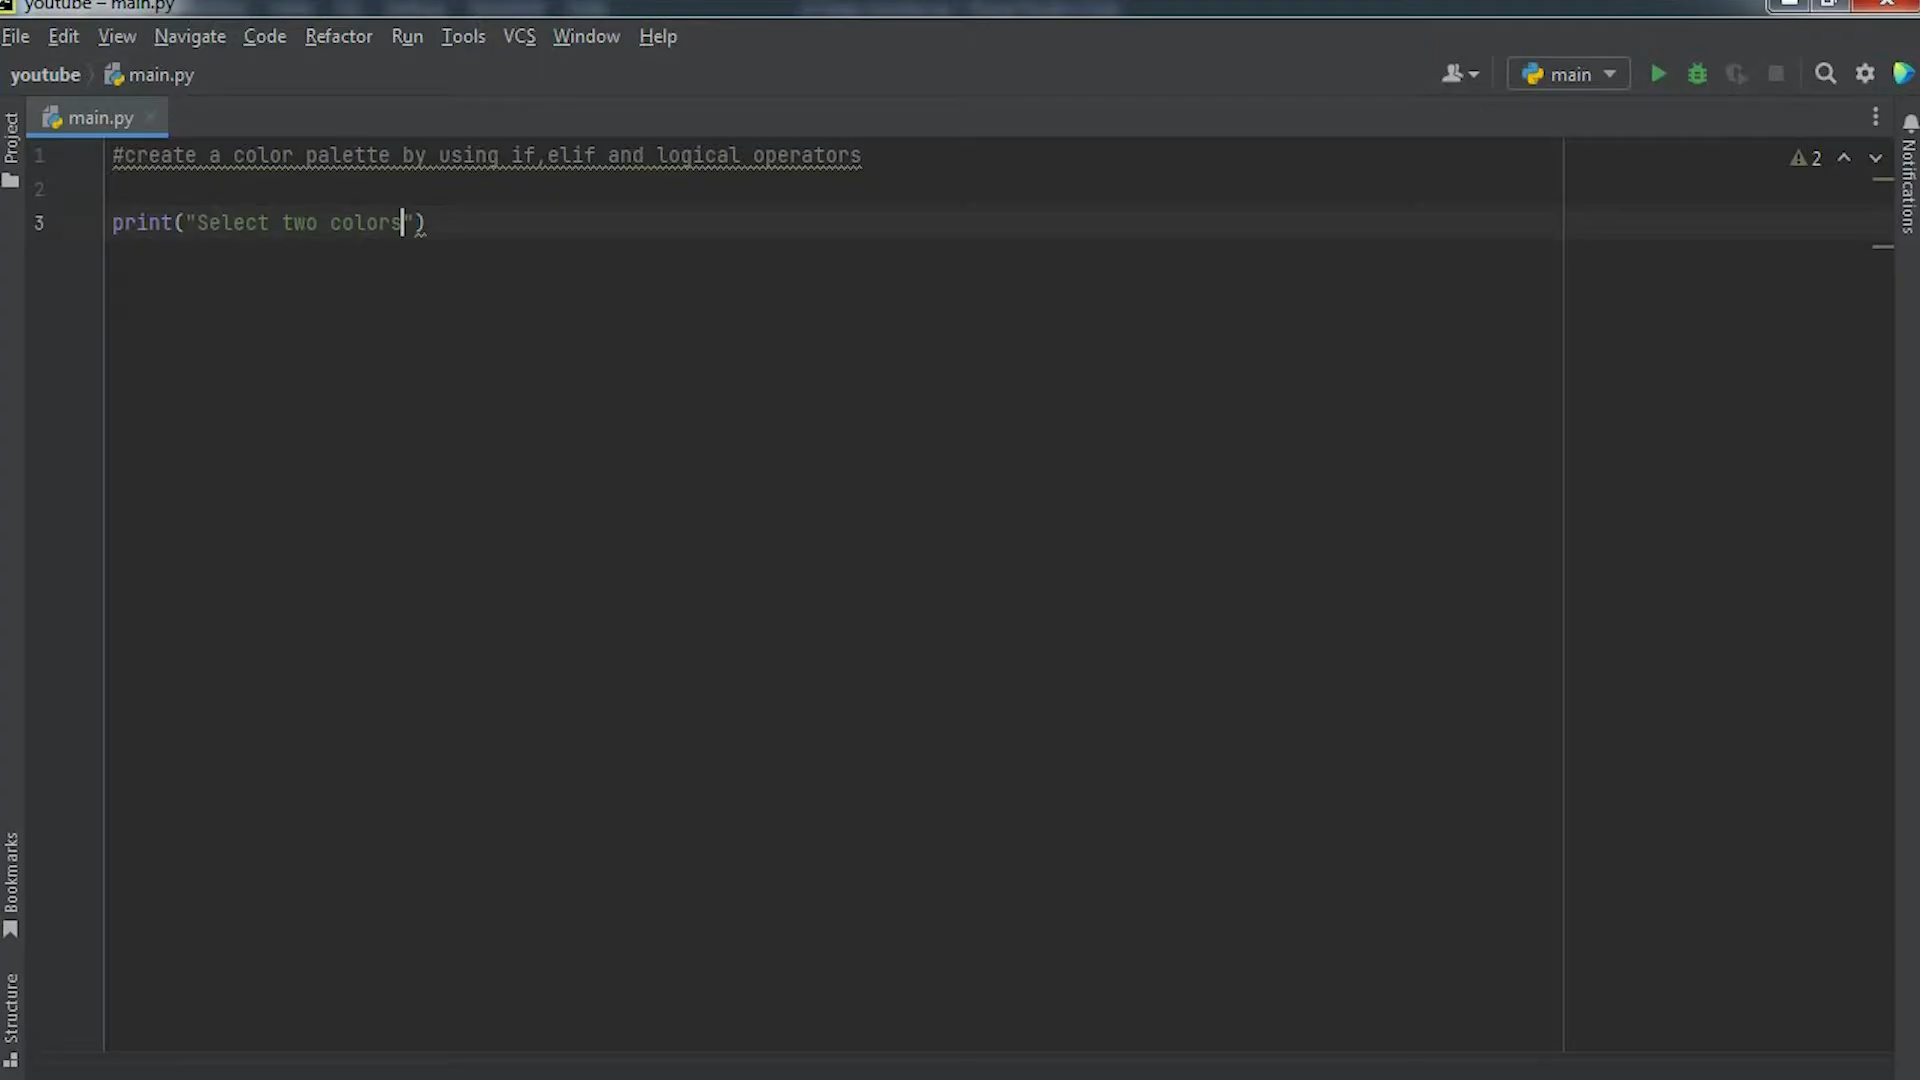 youtube – main.py
File Edit View Navigate Code Refactor Run Tools VCS Window Help
youtube main.py main
main.py
Project
1 #create a color palette by using if,elif and logical operators
2
3 print("Select two colors")
2
Notifications
Bookmarks
Structure